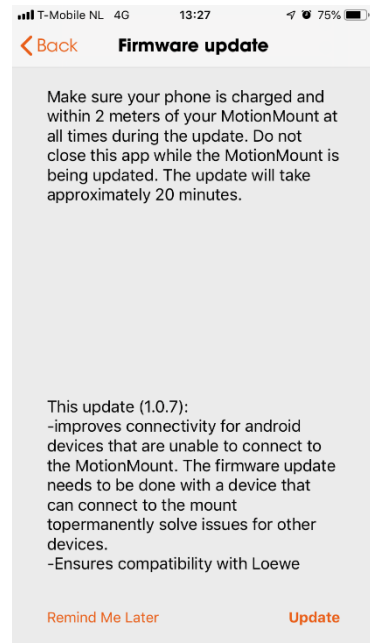 T-Mobile NL 4G 13:27 75%
Back Firmware update
Make sure your phone is charged and
within 2 meters of your MotionMount at
all times during the update. Do not
close this app while the MotionMount is
being updated. The update will take
approximately 20 minutes.
This update (1.0.7):
-improves connectivity for android
devices that are unable to connect to
the MotionMount. The firmware update
needs to be done with a device that
can connect to the mount
topermanently solve issues for other
devices.
-Ensures compatibility with Loewe
Remind Me Later Update